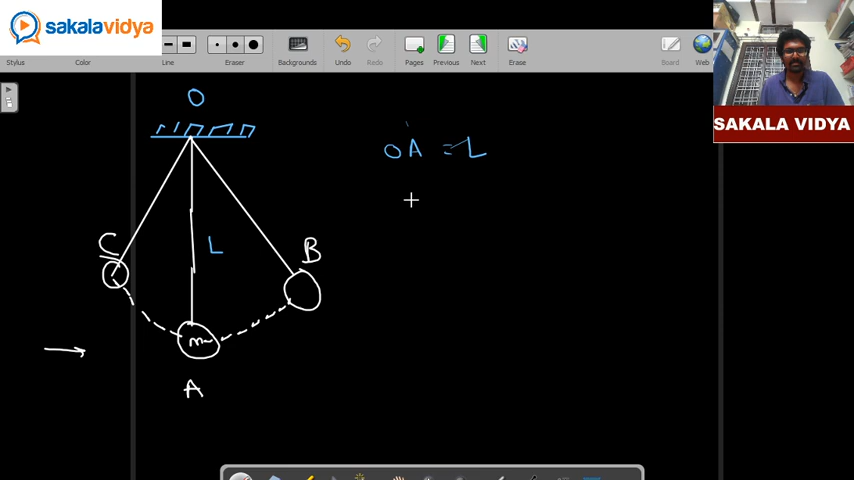 sakalavidya
Stylus
Color
Line
Eraser
Backgrounds
Undo
Redo
Pages
Previous
Next
Erase
Board
Web
SAKALA VIDYA
O
OA = L
C
L
B
m
A